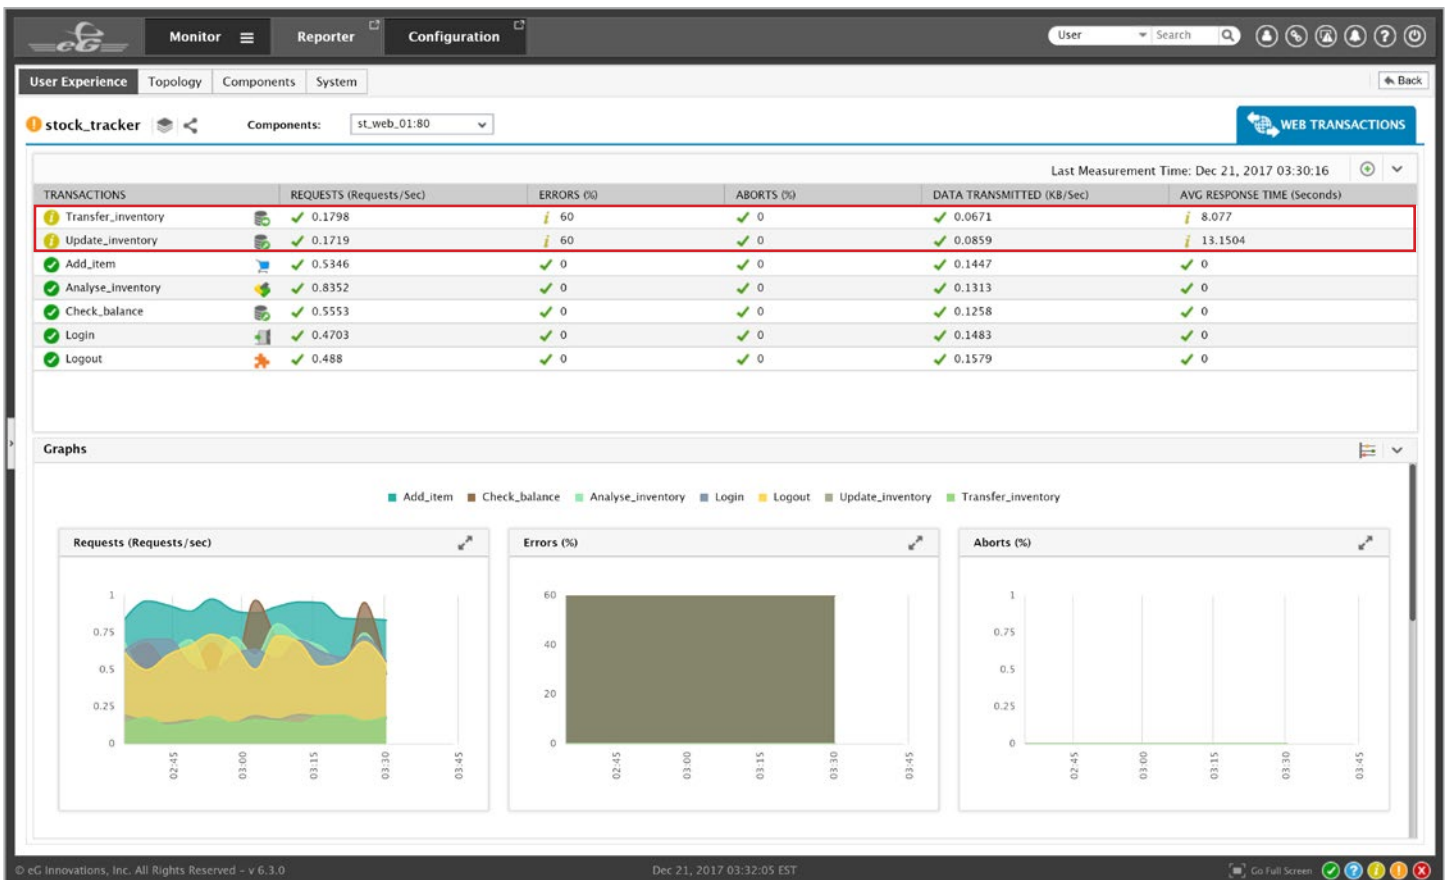 eG Monitor Reporter Configuration User Search
User Experience Topology Components System Back
stock_tracker Components: st_web_01:80 WEB TRANSACTIONS
Last Measurement Time: Dec 21, 2017 03:30:16
TRANSACTIONS REQUESTS (Requests/Sec) ERRORS (%) ABORTS (%) DATA TRANSMITTED (KB/Sec) AVG RESPONSE TIME (Seconds)
Transfer_inventory 0.1798 60 0 0.0671 8.077
Update_inventory 0.1719 60 0 0.0859 13.1504
Add_item 0.5346 0 0 0.1447 0
Analyse_inventory 0.8352 0 0 0.1313 0
Check_balance 0.5553 0 0 0.1258 0
Login 0.4703 0 0 0.1483 0
Logout 0.488 0 0 0.1579 0
Graphs
Add_item Check_balance Analyse_inventory Login Logout Update_inventory Transfer_inventory
Requests (Requests/sec)
1
0.75
0.5
0.25
0
02:45 03:00 03:15 03:30 03:45
Errors (%)
60
40
20
0
02:45 03:00 03:15 03:30 03:45
Aborts (%)
1
0.75
0.5
0.25
0
02:45 03:00 03:15 03:30 03:45
© eG Innovations, Inc. All Rights Reserved - v 6.3.0 Dec 21, 2017 03:32:05 EST Go Full Screen